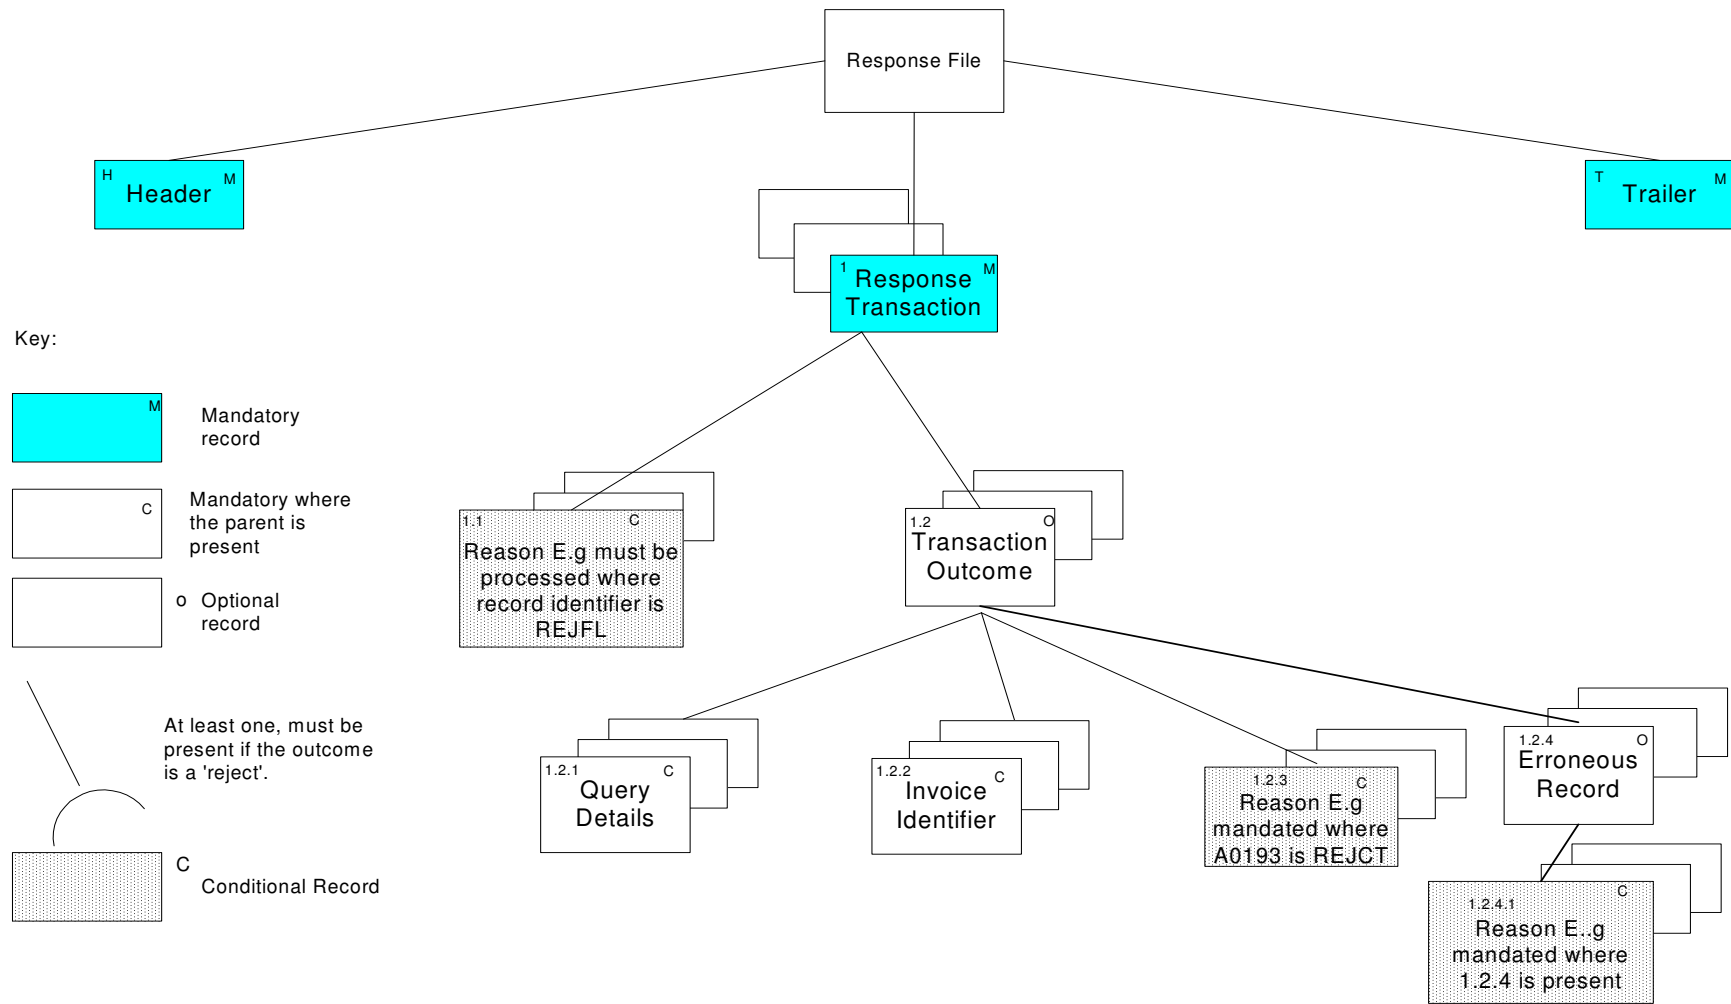 Response File
H
Header
M
T
Trailer
M
1
Response
M
Transaction
Key:
M
Mandatory
record
C
Mandatory where
the parent is
present
o
Optional
record
At least one, must be
present if the outcome
is a 'reject'.
C
Conditional Record
1.1
C
Reason E.g must be
processed where
record identifier is
REJFL
1.2
O
Transaction
Outcome
1.2.1
C
Query
Details
1.2.2
C
Invoice
Identifier
1.2.3
C
Reason E.g
mandated where
A0193 is REJCT
1.2.4
O
Erroneous
Record
1.2.4.1
C
Reason E..g
mandated where
1.2.4 is present